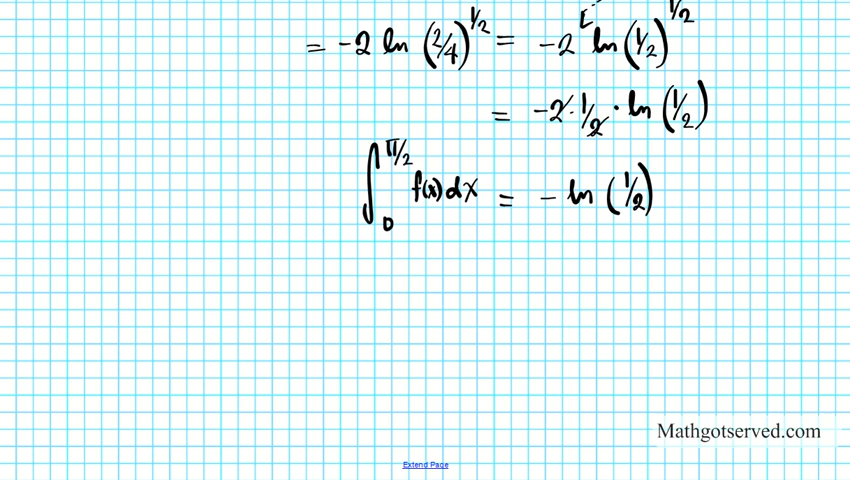 = -2 ln (2/4)^1/2 = -2 ln (1/2)^1/2
= -2 · 1/2 · ln (1/2)
∫_0^π/2 f(x) dx = - ln (1/2)
Mathgotserved.com
Extend Page